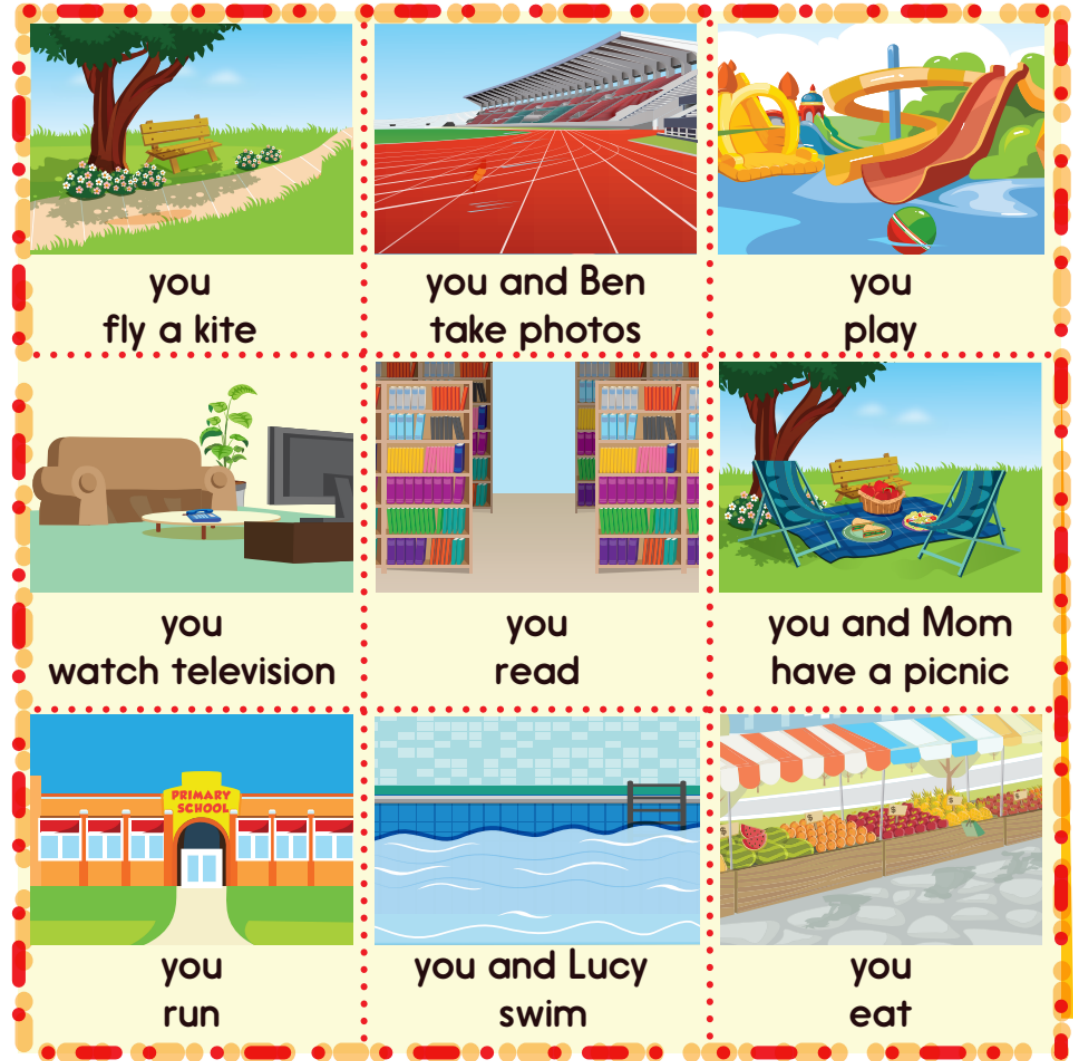 you
fly a kite
you and Ben
take photos
you
play
you
watch television
you
read
you and Mom
have a picnic
PRIMARY
SCHOOL
you
run
you and Lucy
swim
$
$
$
$
you
eat